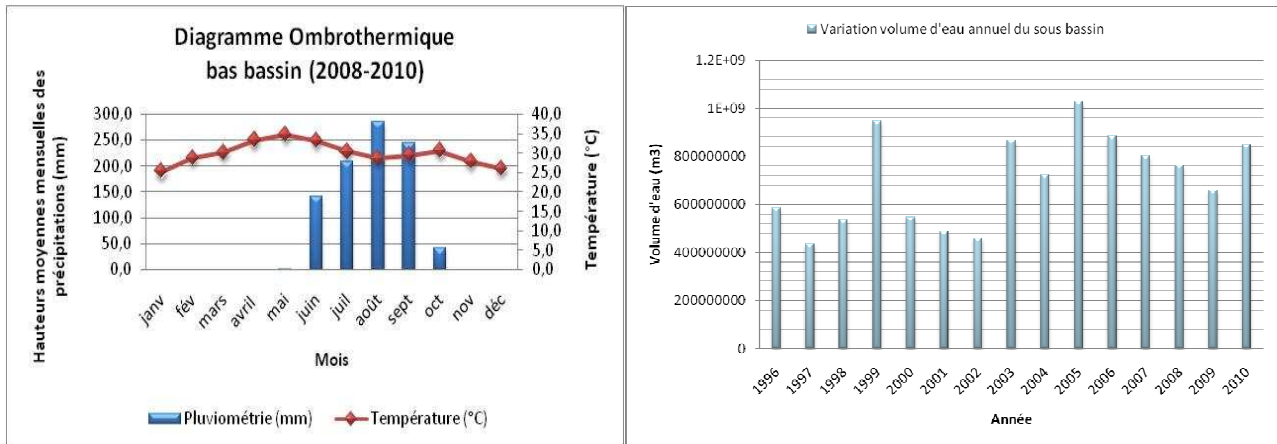 Diagramme Ombrothermique
bas bassin (2008-2010)
Hauteurs moyennes mensuelles des
précipitations (mm)
300,0
250,0
200,0
150,0
100,0
50,0
0,0
40,0
35,0
30,0
25,0
20,0
15,0
10,0
5,0
0,0
Température (°C)
janv fév mars avril mai juin juil août sept oct nov déc
Mois
Pluviométrie (mm) Température (°C)
Variation volume d'eau annuel du sous bassin
Volume d'eau (m3)
1.2E+09
1E+09
800000000
600000000
400000000
200000000
0
1996 1997 1998 1999 2000 2001 2002 2003 2004 2005 2006 2007 2008 2009 2010
Année